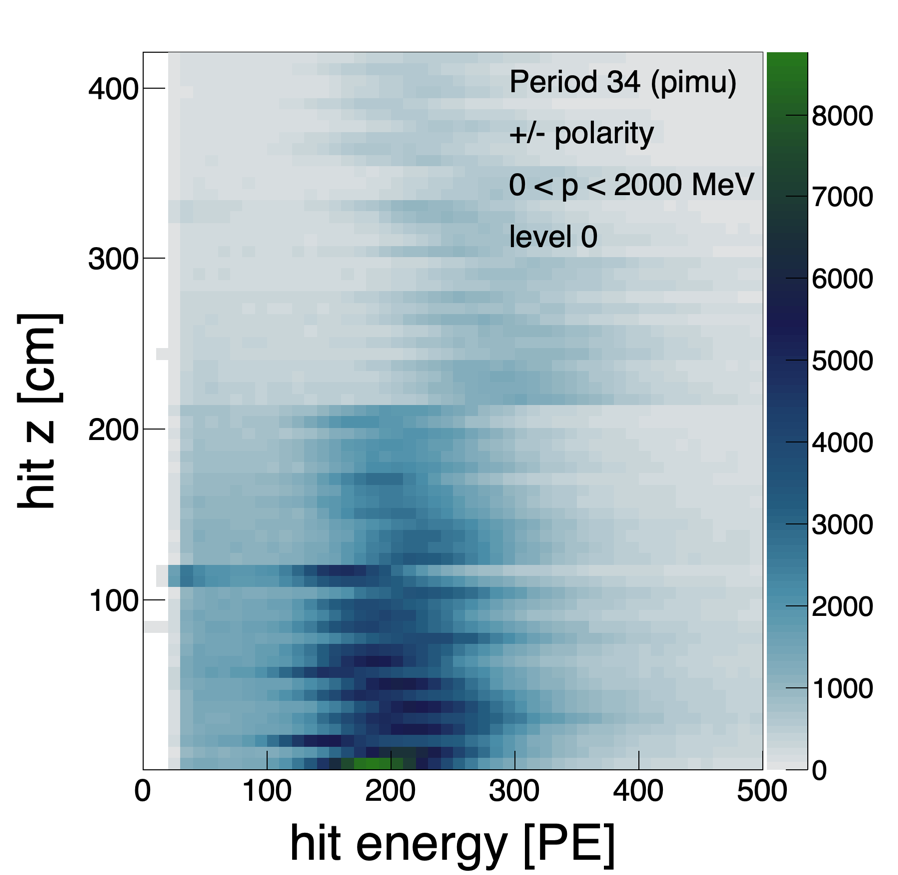 Period 34 (pimu)
+/- polarity
0 < p < 2000 MeV
level 0
hit z [cm]
400
300
200
100
0 100 200 300 400 500
hit energy [PE]
8000
7000
6000
5000
4000
3000
2000
1000
0